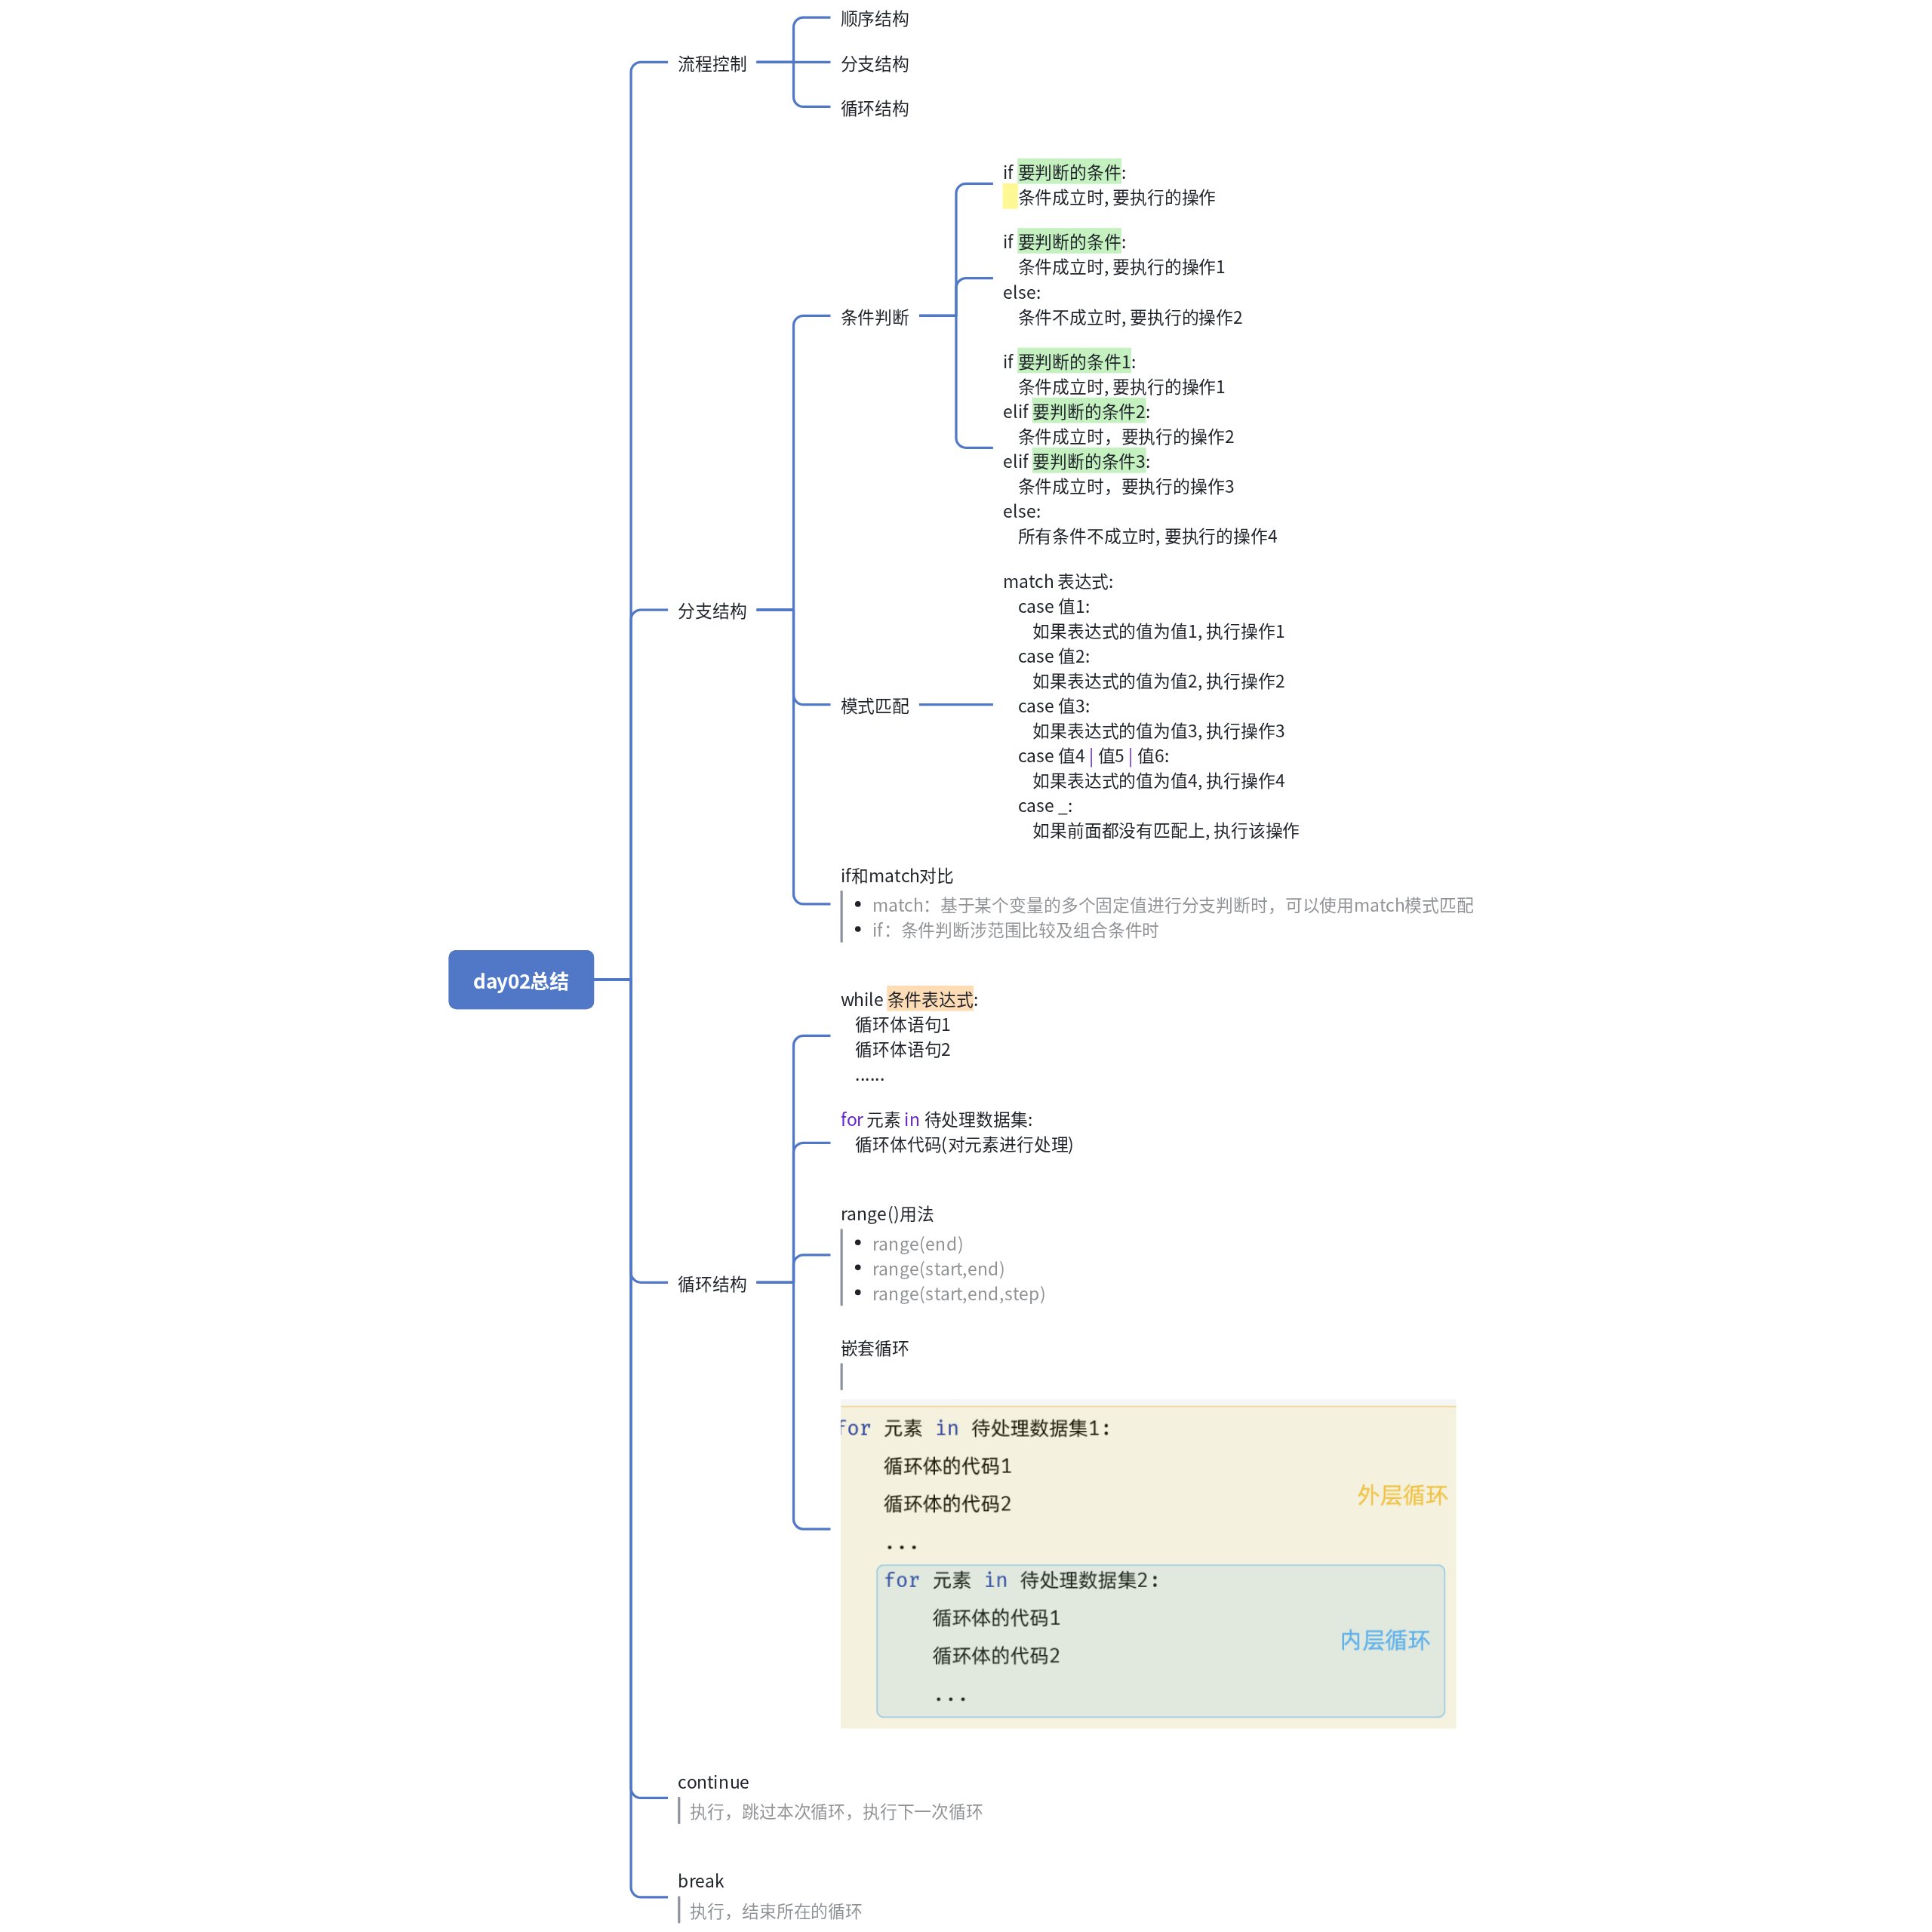 顺序结构
流程控制
分支结构
循环结构
if 要判断的条件:
条件成立时, 要执行的操作
if 要判断的条件:
条件成立时, 要执行的操作1
else:
条件不成立时, 要执行的操作2
条件判断
if 要判断的条件1:
条件成立时, 要执行的操作1
elif 要判断的条件2:
条件成立时，要执行的操作2
elif 要判断的条件3:
条件成立时，要执行的操作3
else:
所有条件不成立时, 要执行的操作4
分支结构
match 表达式:
case 值1:
如果表达式的值为值1, 执行操作1
case 值2:
如果表达式的值为值2, 执行操作2
模式匹配
case 值3:
如果表达式的值为值3, 执行操作3
case 值4 | 值5 | 值6:
如果表达式的值为值4, 执行操作4
case _:
如果前面都没有匹配上, 执行该操作
if和match对比
• match：基于某个变量的多个固定值进行分支判断时，可以使用match模式匹配
• if：条件判断涉范围比较及组合条件时
day02总结
while 条件表达式:
循环体语句1
循环体语句2
......
for 元素 in 待处理数据集:
循环体代码(对元素进行处理)
range()用法
• range(end)
• range(start,end)
• range(start,end,step)
循环结构
嵌套循环
for 元素 in 待处理数据集1:
循环体的代码1
循环体的代码2
外层循环
...
for 元素 in 待处理数据集2:
循环体的代码1
循环体的代码2
内层循环
...
continue
执行，跳过本次循环，执行下一次循环
break
执行，结束所在的循环